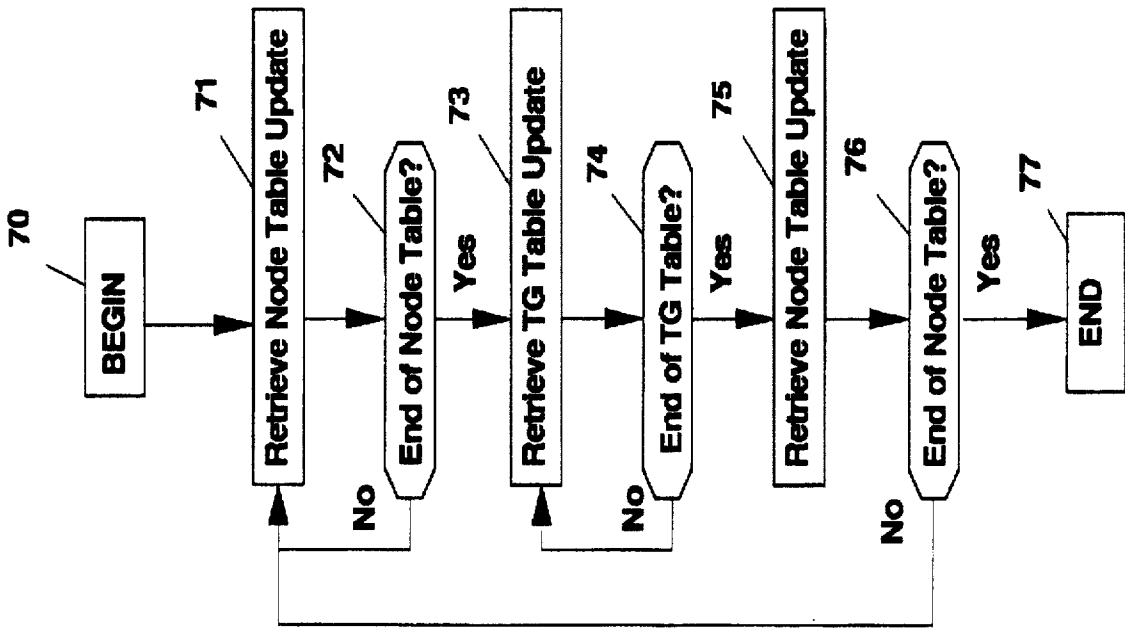 70
BEGIN
71
Retrieve Node Table Update
72
End of Node Table?
No
Yes
73
Retrieve TG Table Update
74
End of TG Table?
No
Yes
75
Retrieve Node Table Update
76
End of Node Table?
No
Yes
77
END